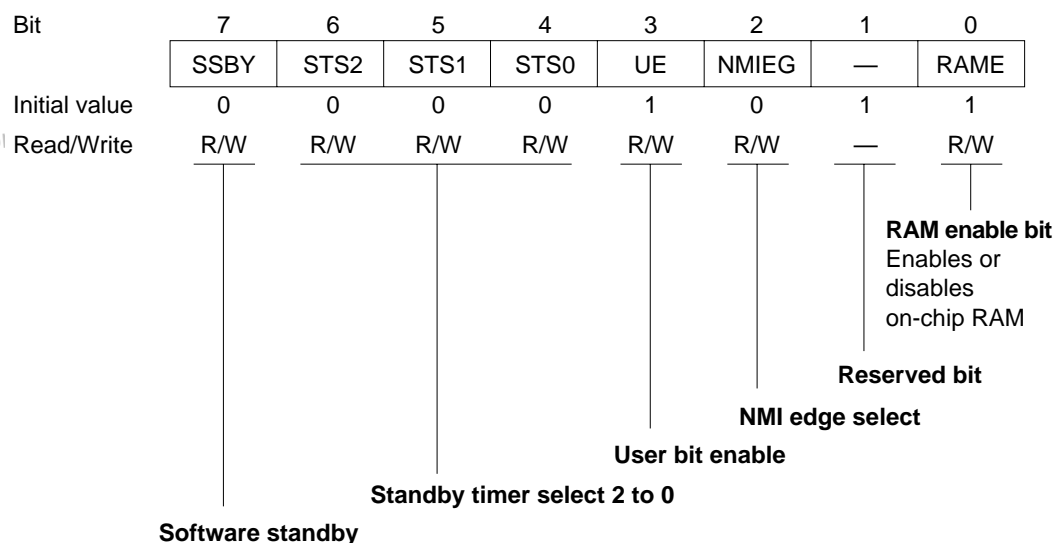 Bit 7 6 5 4 3 2 1 0
SSBY STS2 STS1 STS0 UE NMIEG — RAME
Initial value 0 0 0 0 1 0 1 1
Read/Write R/W R/W R/W R/W R/W R/W — R/W
RAM enable bit
Enables or
disables
on-chip RAM
Reserved bit
NMI edge select
User bit enable
Standby timer select 2 to 0
Software standby